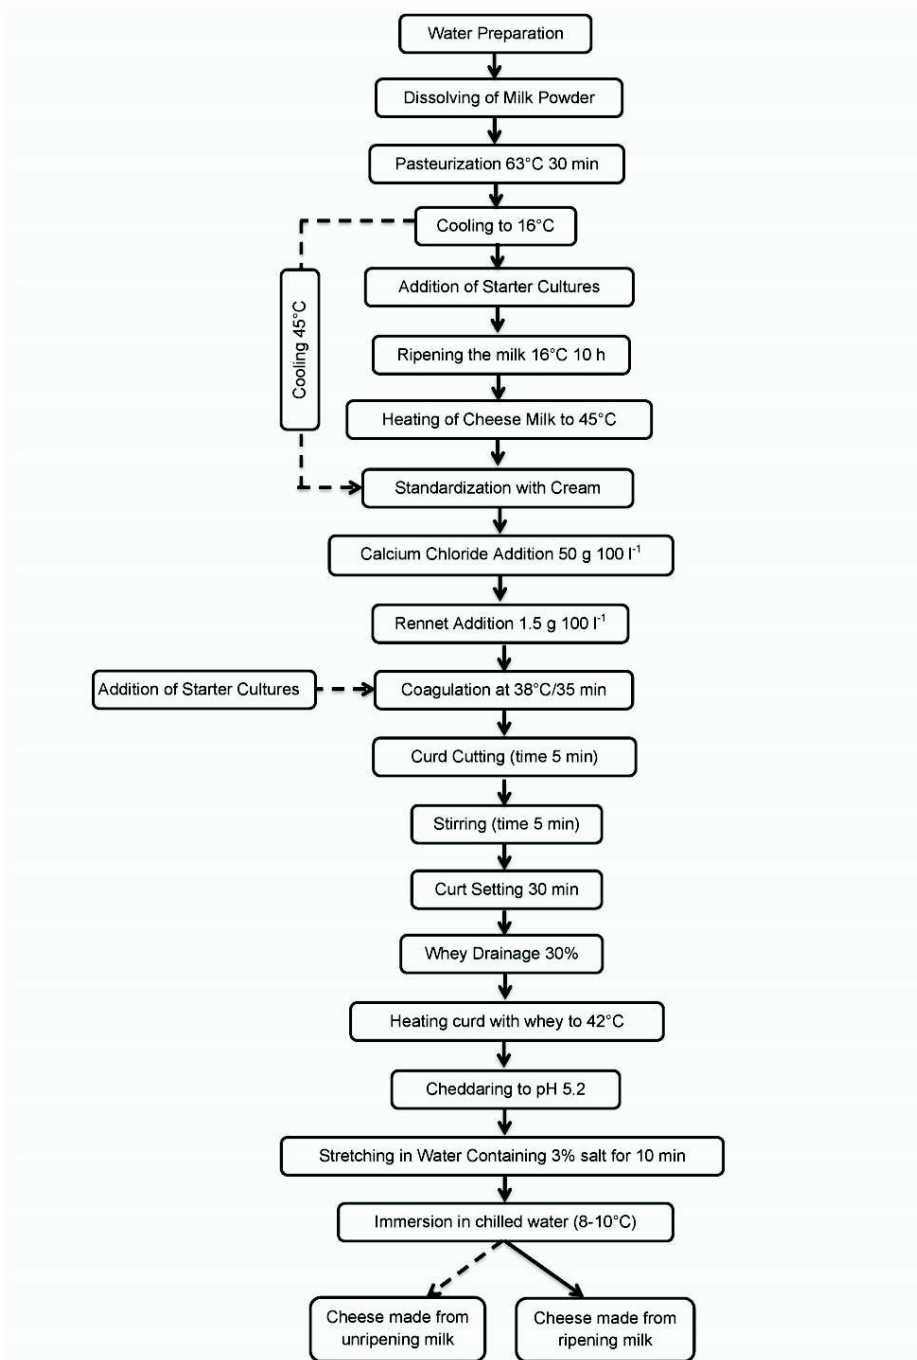 Water Preparation
Dissolving of Milk Powder
Pasteurization 63°C 30 min
Cooling to 16°C
Addition of Starter Cultures
Cooling 45°C
Ripening the milk 16°C 10 h
Heating of Cheese Milk to 45°C
Standardization with Cream
Calcium Chloride Addition 50 g 100 l⁻¹
Rennet Addition 1.5 g 100 l⁻¹
Addition of Starter Cultures
Coagulation at 38°C/35 min
Curd Cutting (time 5 min)
Stirring (time 5 min)
Curt Setting 30 min
Whey Drainage 30%
Heating curd with whey to 42°C
Cheddaring to pH 5.2
Stretching in Water Containing 3% salt for 10 min
Immersion in chilled water (8-10°C)
Cheese made from
unripening milk
Cheese made from
ripening milk